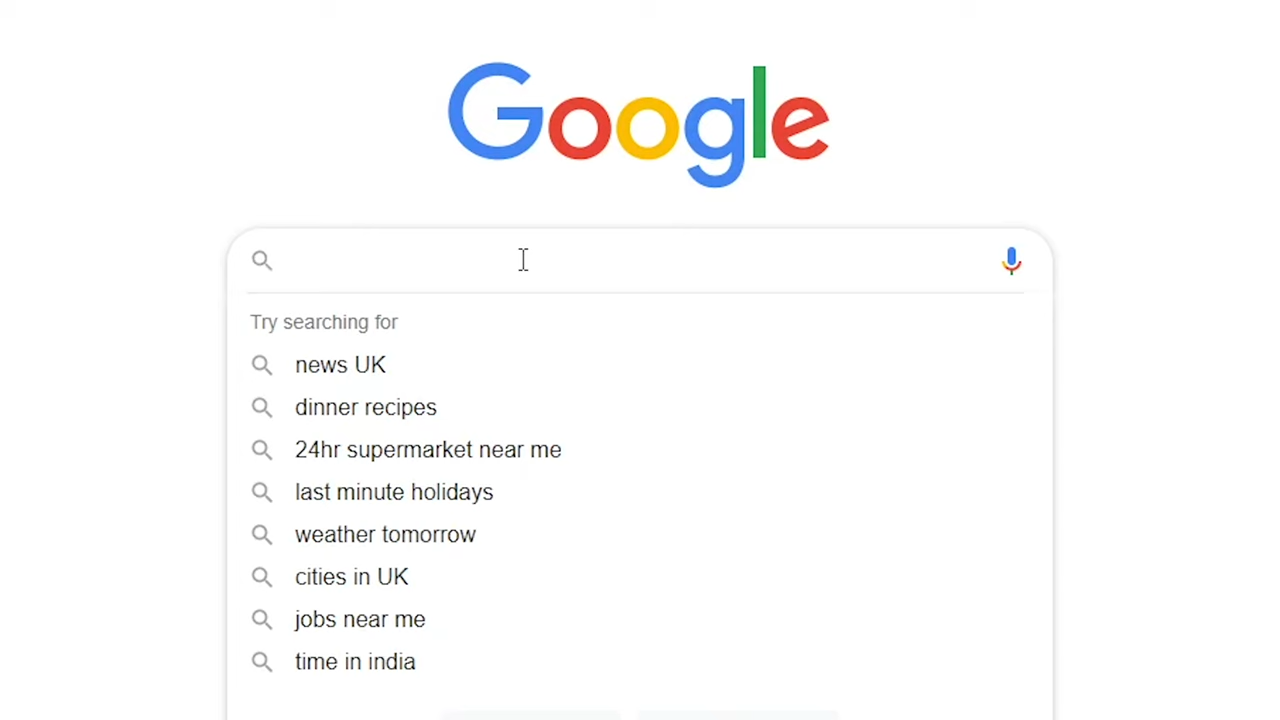 Google
Try searching for
news UK
dinner recipes
24hr supermarket near me
last minute holidays
weather tomorrow
cities in UK
jobs near me
time in india